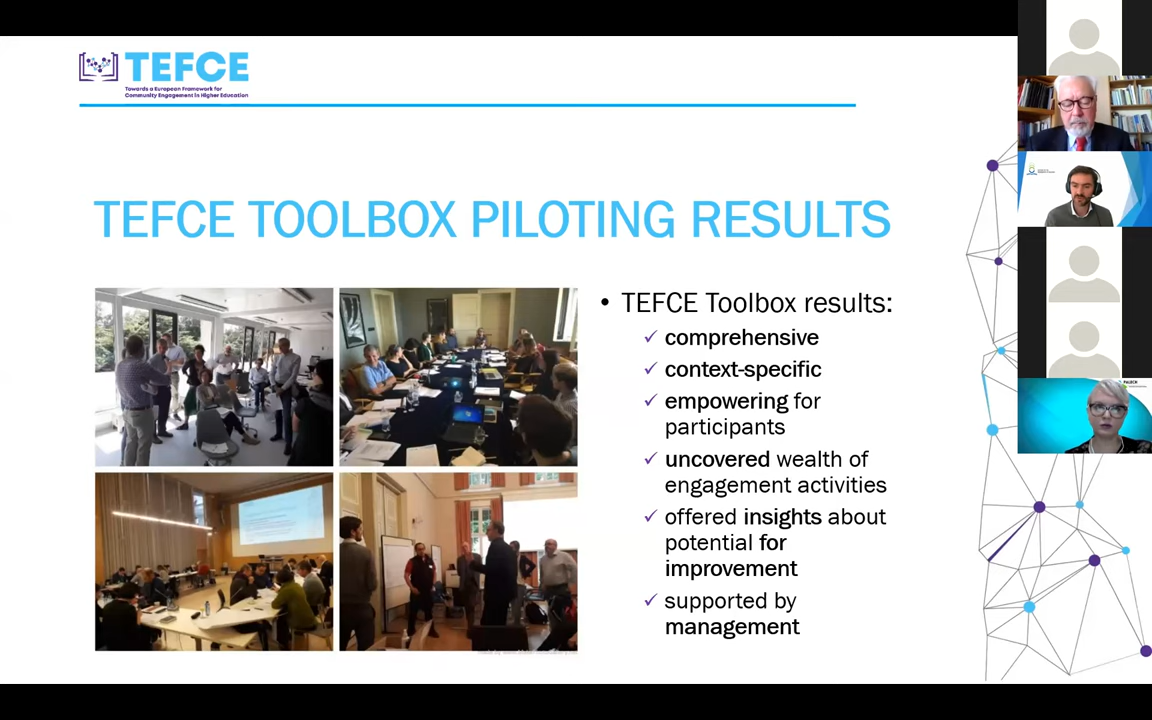 TEFCE
Towards a European Framework for
Community Engagement in Higher Education
TEFCE TOOLBOX PILOTING RESULTS
• TEFCE Toolbox results:
✓ comprehensive
✓ context-specific
✓ empowering for
participants
✓ uncovered wealth of
engagement activities
✓ offered insights about
potential for
improvement
✓ supported by
management